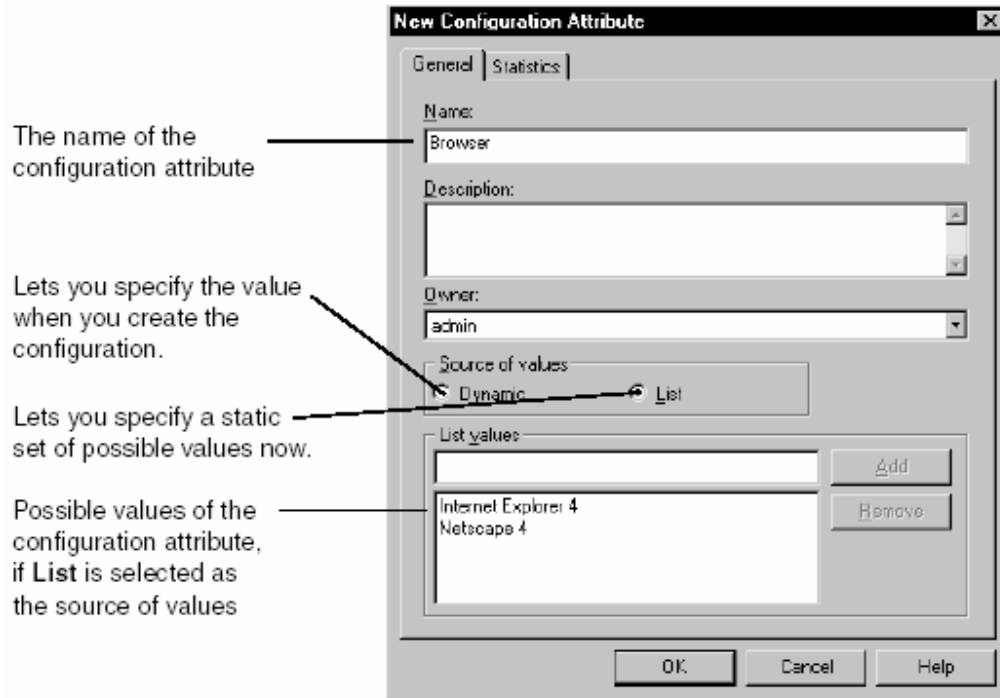 New Configuration Attribute
General Statistics
Name:
The name of the
configuration attribute
Browser
Description:
Lets you specify the value
when you create the
configuration.
Owner:
admin
Source of values
Dynamic List
Lets you specify a static
set of possible values now.
List values
Add
Possible values of the
configuration attribute,
if List is selected as
the source of values
Internet Explorer 4
Netscape 4
Remove
OK Cancel Help